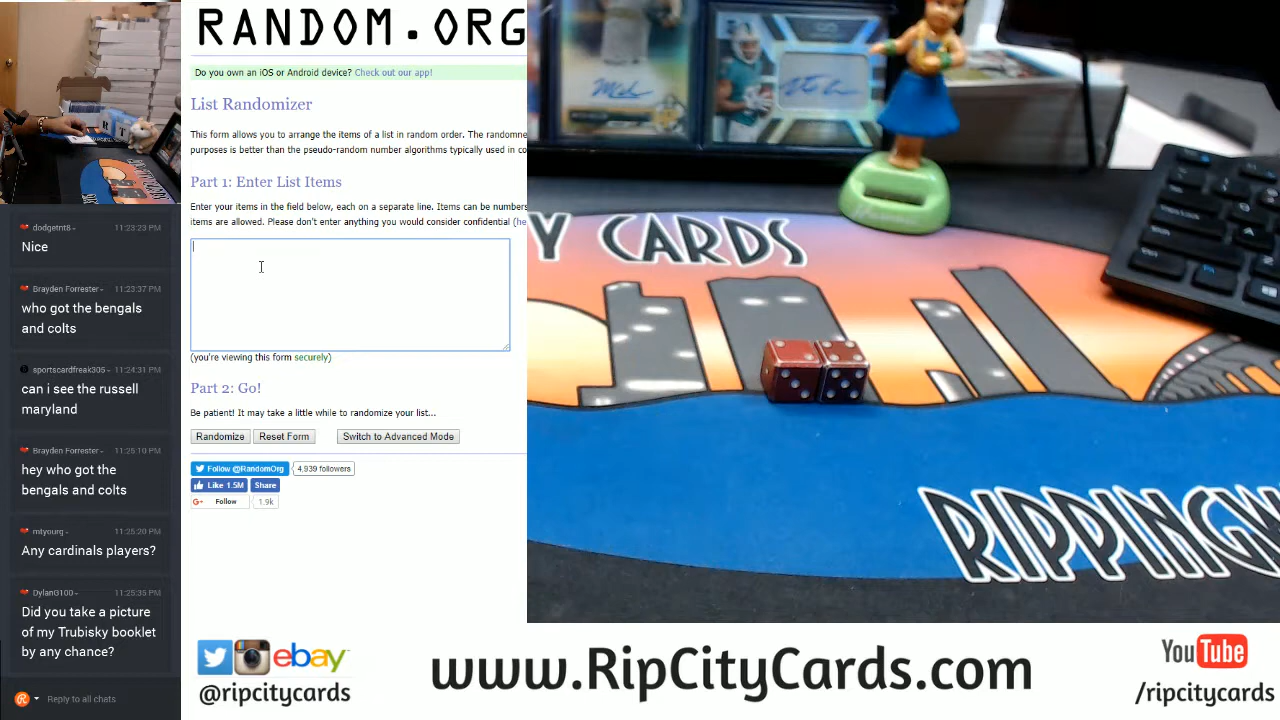 RANDOM.ORG
Do you own an iOS or Android device? Check out our app!
List Randomizer
This form allows you to arrange the items of a list in random order. The randomne
purposes is better than the pseudo-random number algorithms typically used in co
Part 1: Enter List Items
Enter your items in the field below, each on a separate line. Items can be numbers
items are allowed. Please don't enter anything you would consider confidential (he
(you're viewing this form securely)
Part 2: Go!
Be patient! It may take a little while to randomize your list...
Randomize
Reset Form
Switch to Advanced Mode
Follow @RandomOrg
4,939 followers
Like 1.5M
Share
G+ Follow
1.9k
dodgetnt8
11:23:23 PM
Nice
Brayden Forrester
11:23:37 PM
who got the bengals
and colts
sportscardfreak305
11:24:31 PM
can i see the russell
maryland
Brayden Forrester
11:25:10 PM
hey who got the
bengals and colts
mtyourg
11:25:20 PM
Any cardinals players?
DylanG100
11:25:35 PM
Did you take a picture
of my Trubisky booklet
by any chance?
Reply to all chats
Y CARDS
RIPPINGW
ebay
@ripcitycards
www.RipCityCards.com
YouTube
/ripcitycards